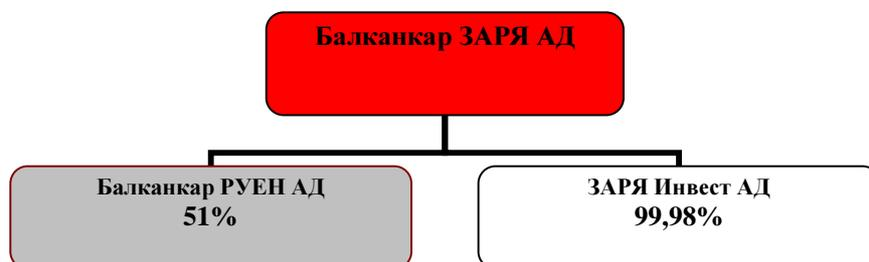 Балканкар ЗАРЯ АД
Балканкар РУЕН АД
51%
ЗАРЯ Инвест АД
99,98%